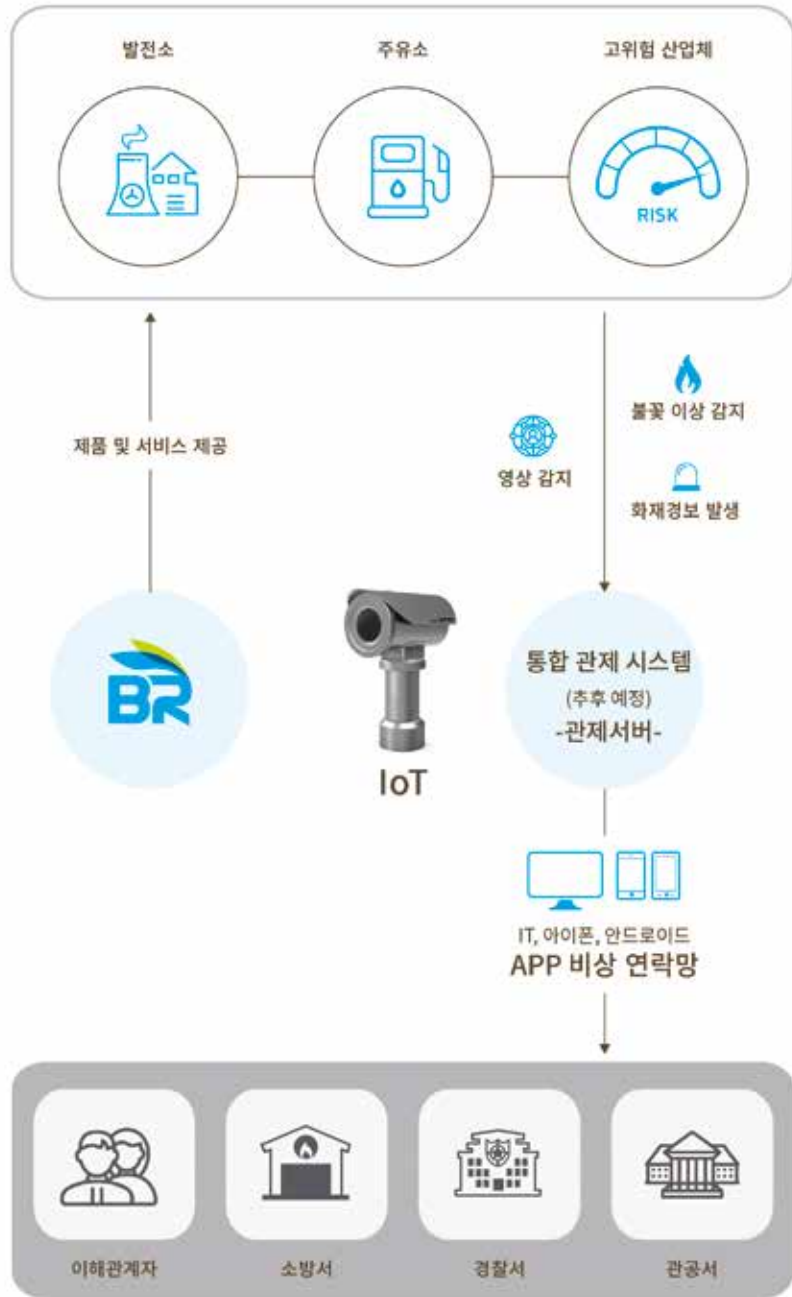 발전소
주유소
고위험 산업체
RISK
불꽃 이상 감지
제품 및 서비스 제공
영상 감지
화재경보 발생
BR
통합 관제 시스템
(추후 예정)
-관제서버-
IoT
IT, 아이폰, 안드로이드
APP 비상 연락망
이해관계자
소방서
경찰서
관공서